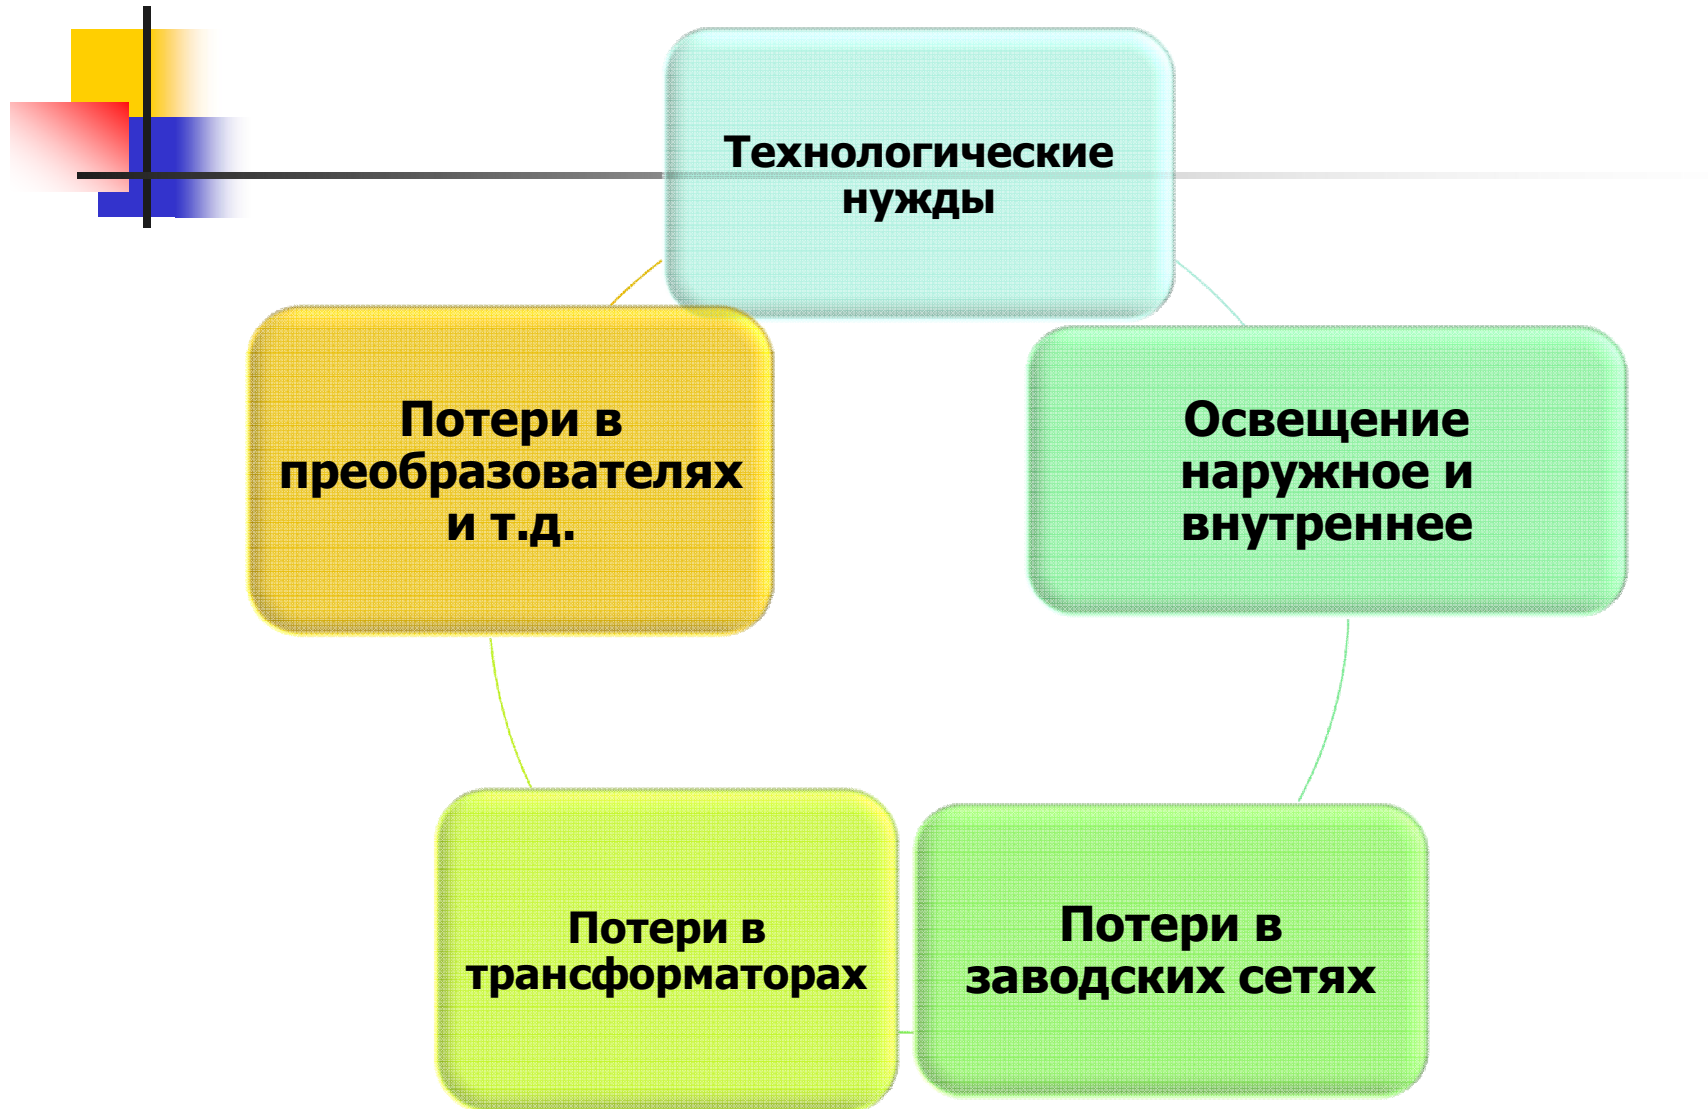 Технологические
нужды
Потери в
преобразователях
и т.д.
Освещение
наружное и
внутреннее
Потери в
трансформаторах
Потери в
заводских сетях